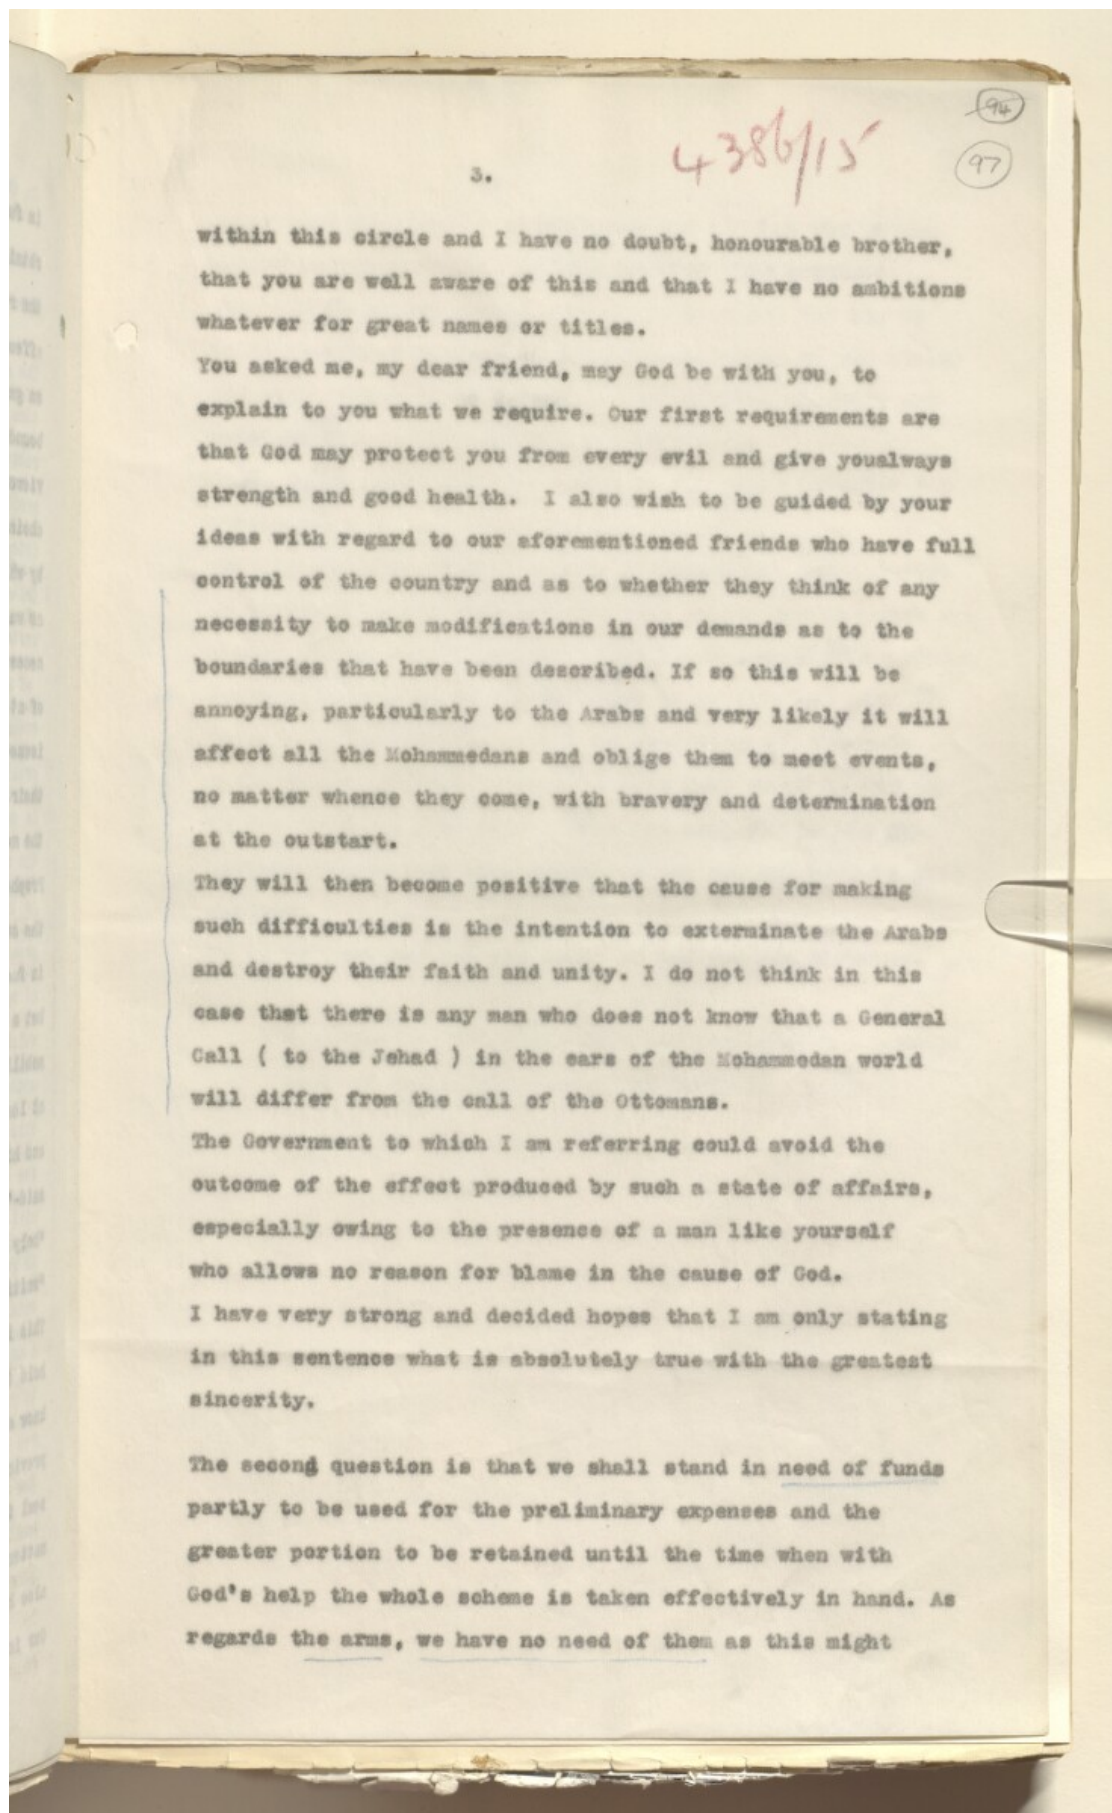 94
4386/15
97
3.
within this circle and I have no doubt, honourable brother,
that you are well aware of this and that I have no ambitions
whatever for great names or titles.
You asked me, my dear friend, may God be with you, to
explain to you what we require. Our first requirements are
that God may protect you from every evil and give youalways
strength and good health. I also wish to be guided by your
ideas with regard to our aforementioned friends who have full
control of the country and as to whether they think of any
necessity to make modifications in our demands as to the
boundaries that have been described. If so this will be
annoying, particularly to the Arabs and very likely it will
affect all the Mohammedans and oblige them to meet events,
no matter whence they come, with bravery and determination
at the outstart.
They will then become positive that the cause for making
such difficulties is the intention to exterminate the Arabs
and destroy their faith and unity. I do not think in this
case that there is any man who does not know that a General
Call ( to the Jehad ) in the ears of the Mohammedan world
will differ from the call of the Ottomans.
The Government to which I am referring could avoid the
outcome of the effect produced by such a state of affairs,
especially owing to the presence of a man like yourself
who allows no reason for blame in the cause of God.
I have very strong and decided hopes that I am only stating
in this sentence what is absolutely true with the greatest
sincerity.
The second question is that we shall stand in need of funds
partly to be used for the preliminary expenses and the
greater portion to be retained until the time when with
God's help the whole scheme is taken effectively in hand. As
regards the arms, we have no need of them as this might